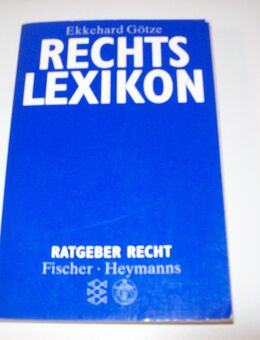 Ekkehard Götze
RECHTS
LEXIKON
RATGEBER RECHT
Fischer · Heymanns